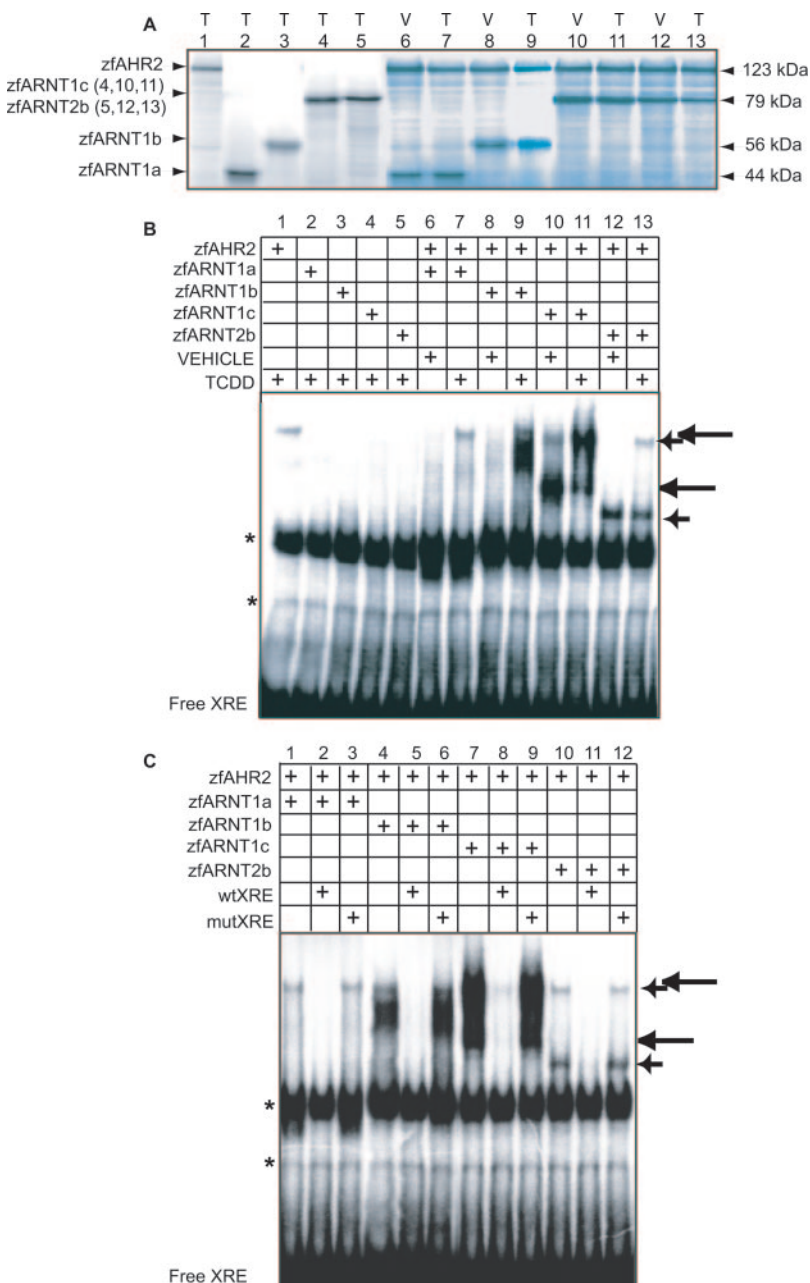 A
T T T T T V T V T V T V T
1 2 3 4 5 6 7 8 9 10 11 12 13
zfAHR2 123 kDa
zfARNT1c (4,10,11)
zfARNT2b (5,12,13) 79 kDa
zfARNT1b 56 kDa
zfARNT1a 44 kDa
B
1 2 3 4 5 6 7 8 9 10 11 12 13
zfAHR2 + + + + + + + + +
zfARNT1a + + +
zfARNT1b + + +
zfARNT1c + + +
zfARNT2b + + +
VEHICLE + + + +
TCDD + + + + + + + + +
*
*
Free XRE
C
1 2 3 4 5 6 7 8 9 10 11 12
zfAHR2 + + + + + + + + + + + +
zfARNT1a + + +
zfARNT1b + + +
zfARNT1c + + +
zfARNT2b + + +
wtXRE + + + +
mutXRE + + + +
*
*
Free XRE